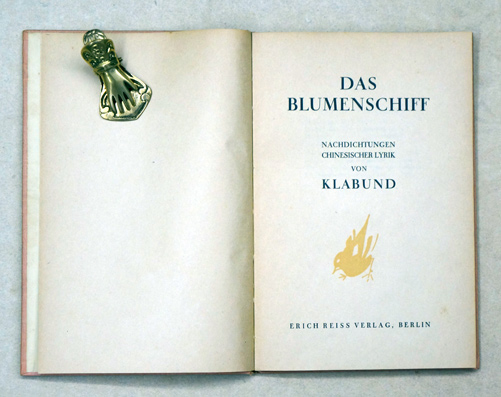 DAS
BLUMENSCHIFF
NACHDICHTUNGEN
CHINESISCHER LYRIK
VON
KLABUND
ERICH REISS VERLAG, BERLIN